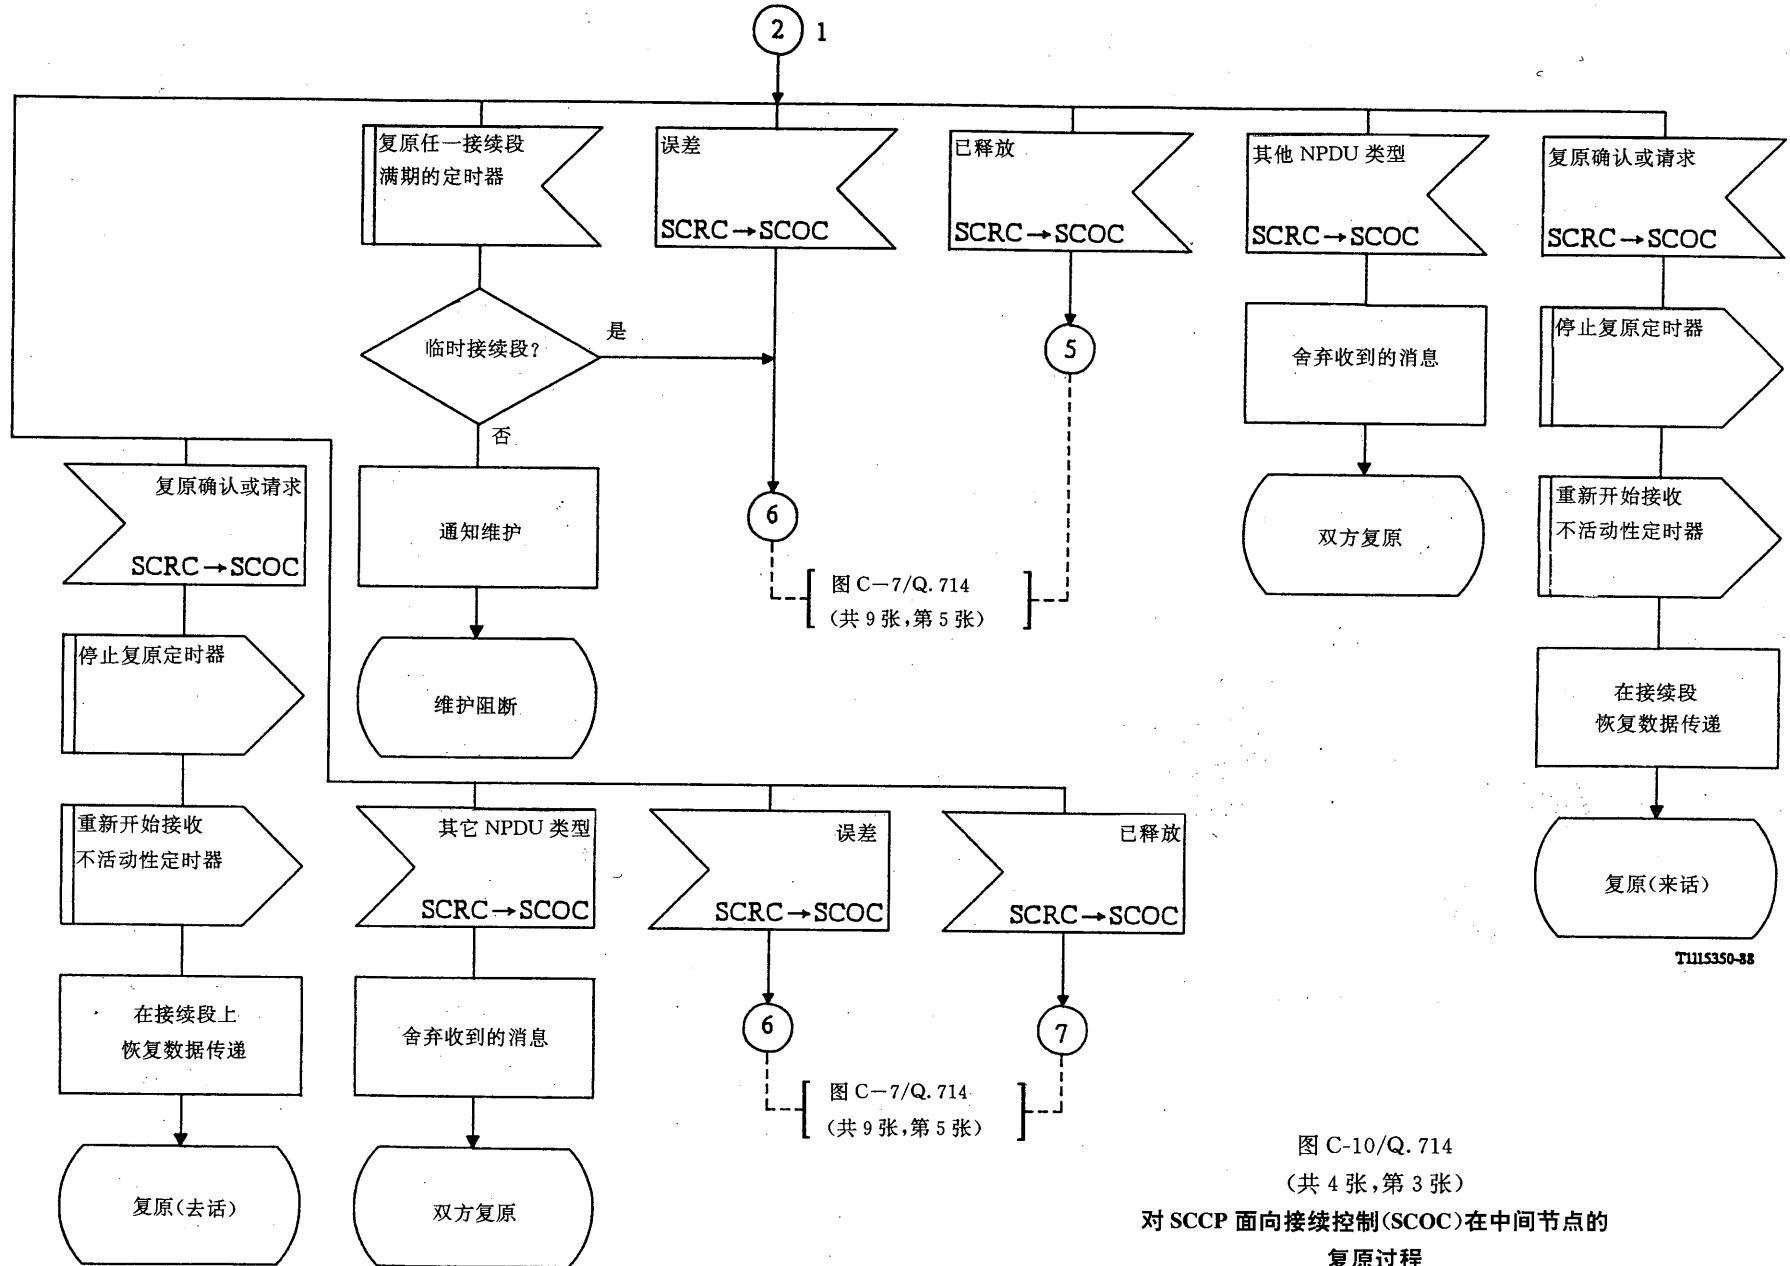 2 1
复原任一接续段
满期的定时器
误差
SCRC→SCOC
已释放
SCRC→SCOC
其他 NPDU 类型
SCRC→SCOC
复原确认或请求
SCRC→SCOC
临时接续段?
是
否
5
舍弃收到的消息
停止复原定时器
复原确认或请求
SCRC→SCOC
通知维护
6
双方复原
重新开始接收
不活动性定时器
图 C-7/Q.714
(共 9 张,第 5 张)
停止复原定时器
维护阻断
在接续段
恢复数据传递
重新开始接收
不活动性定时器
其它 NPDU 类型
SCRC→SCOC
误差
SCRC→SCOC
已释放
SCRC→SCOC
复原(来话)
T1115350-88
在接续段上
恢复数据传递
舍弃收到的消息
6
7
图 C-7/Q.714
(共 9 张,第 5 张)
复原(去话)
双方复原
图 C-10/Q.714
(共 4 张,第 3 张)
对 SCCP 面向接续控制(SCOC)在中间节点的
复原过程